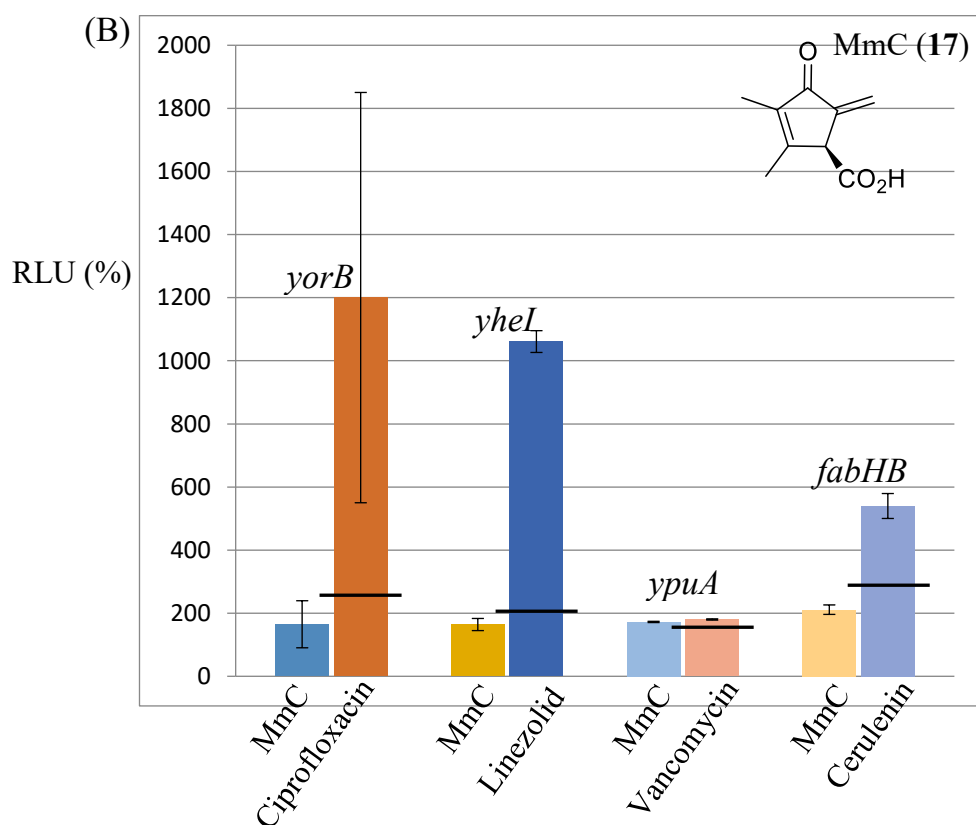 (B)
MmC (17)
O
CO2H
RLU (%)
2000
1800
1600
1400
1200
1000
800
600
400
200
0
yorB
yheI
ypuA
fabHB
MmC
Ciprofloxacin
MmC
Linezolid
MmC
Vancomycin
MmC
Cerulenin